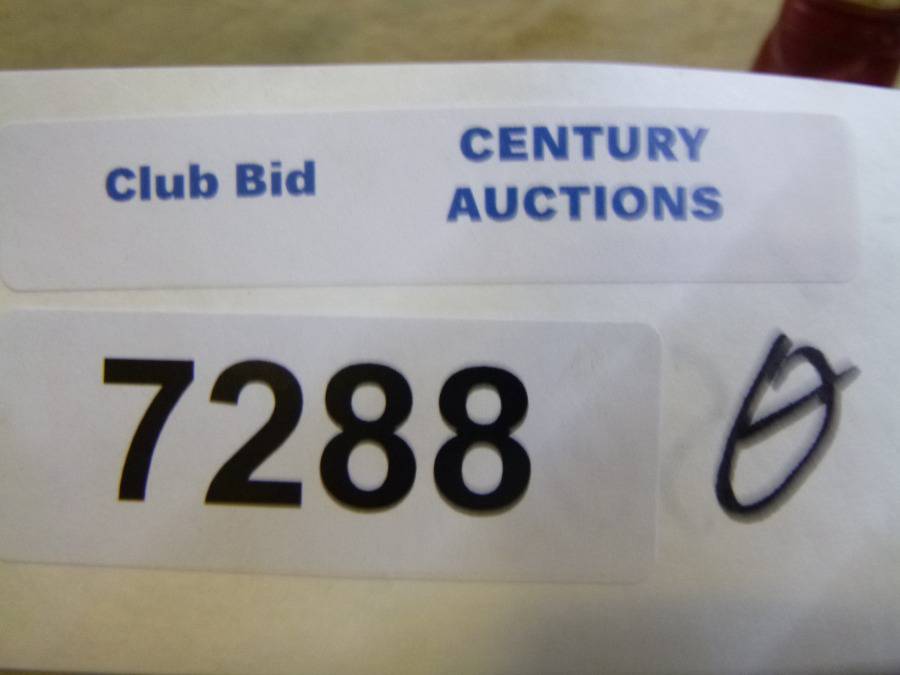 Club Bid
CENTURY
AUCTIONS
7288